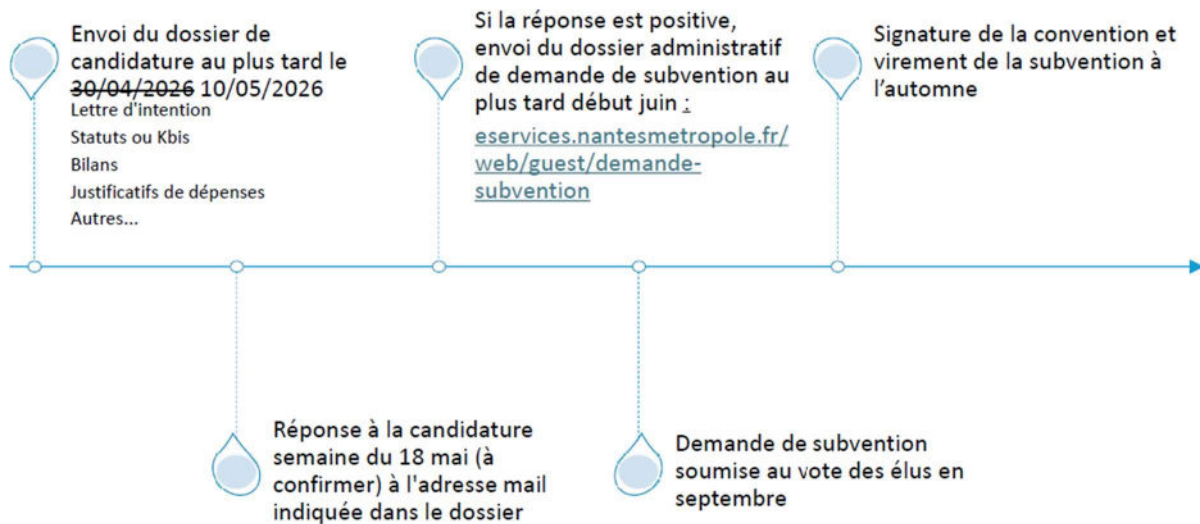 Envoi du dossier de
candidature au plus tard le
30/04/2026 10/05/2026
Lettre d'intention
Statuts ou Kbis
Bilans
Justificatifs de dépenses
Autres...
Réponse à la candidature
semaine du 18 mai (à
confirmer) à l'adresse mail
indiquée dans le dossier
Si la réponse est positive,
envoi du dossier administratif
de demande de subvention au
plus tard début juin :
eservices.nantesmetropole.fr/
web/guest/demande-
subvention
Demande de subvention
soumise au vote des élus en
septembre
Signature de la convention et
virement de la subvention à
l’automne